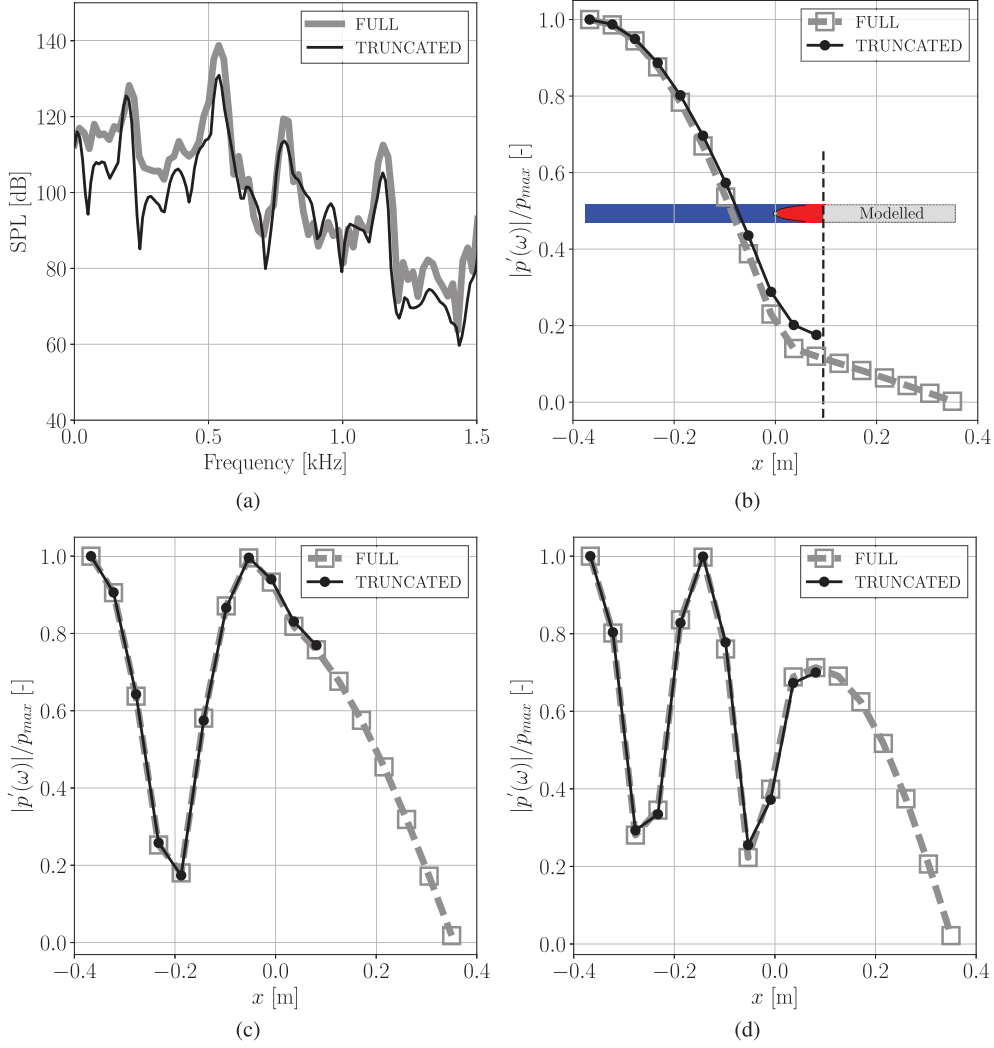 FULL
TRUNCATED
140
120
100
80
60
40
SPL [dB]
0.0 0.5 1.0 1.5
Frequency [kHz]
(a)
FULL
TRUNCATED
1.0
0.8
0.6
0.4
0.2
0.0
|p′(ω)|/pmax [-]
Modelled
−0.4 −0.2 0.0 0.2 0.4
x [m]
(b)
FULL
TRUNCATED
1.0
0.8
0.6
0.4
0.2
0.0
|p′(ω)|/pmax [-]
−0.4 −0.2 0.0 0.2 0.4
x [m]
(c)
FULL
TRUNCATED
1.0
0.8
0.6
0.4
0.2
0.0
|p′(ω)|/pmax [-]
−0.4 −0.2 0.0 0.2 0.4
x [m]
(d)